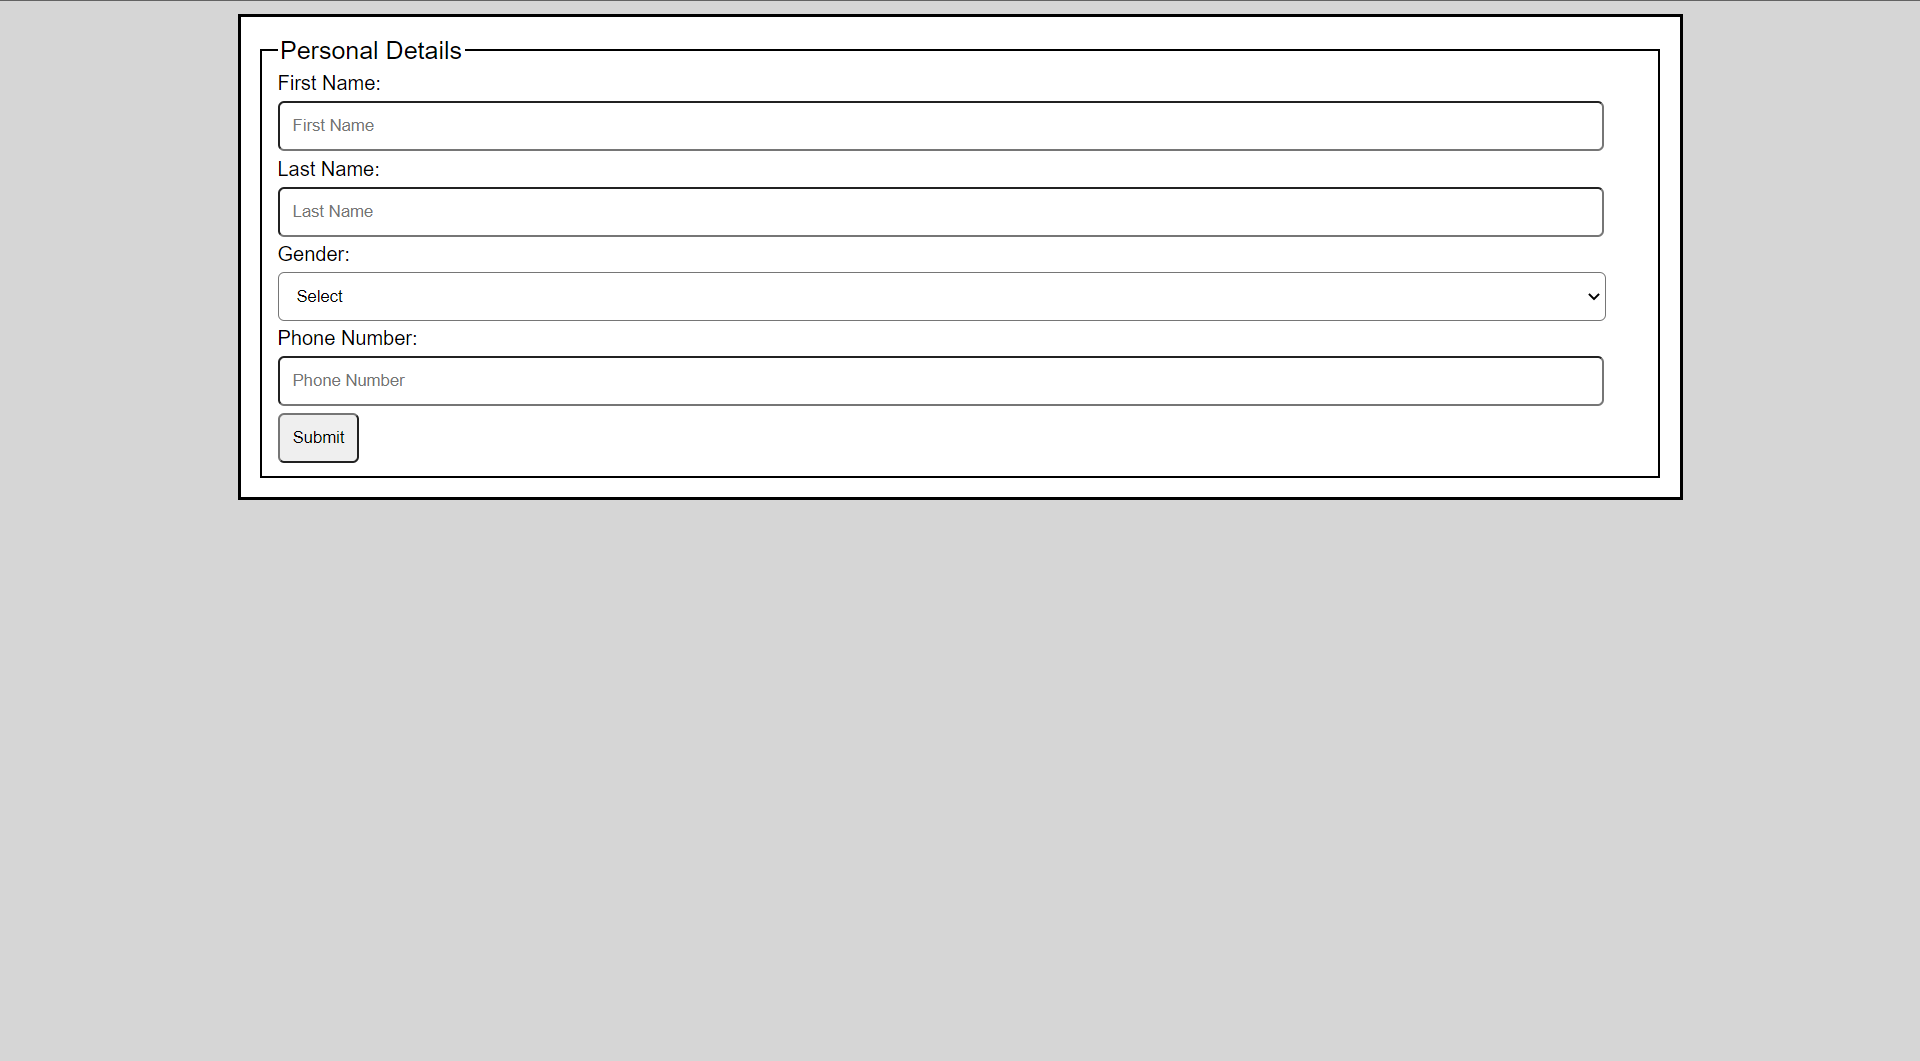 Personal Details
First Name:
First Name
Last Name:
Last Name
Gender:
Select
Phone Number:
Phone Number
Submit